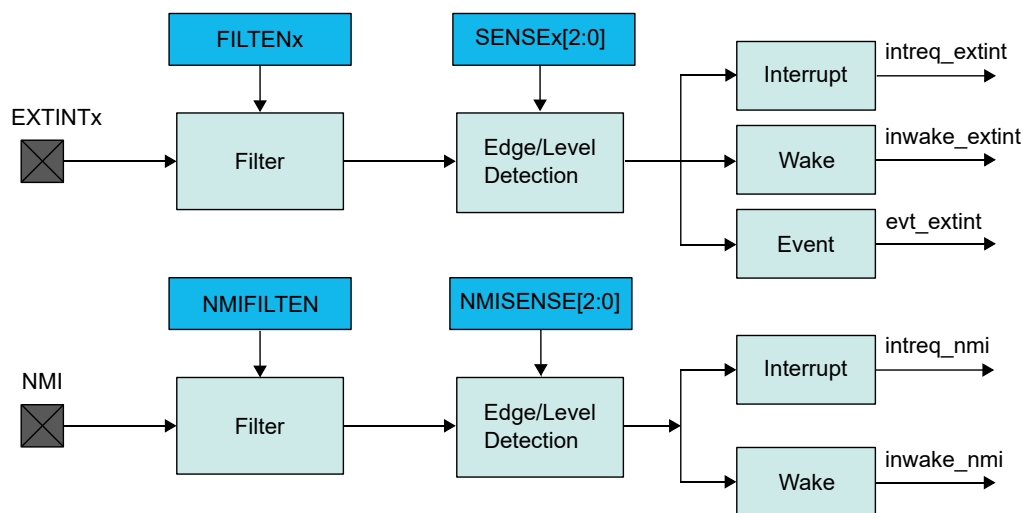 FILTENx
SENSEx[2:0]
EXTINTx
Filter
Edge/Level
Detection
Interrupt
intreq_extint
Wake
inwake_extint
Event
evt_extint
NMIFILTEN
NMISENSE[2:0]
NMI
Filter
Edge/Level
Detection
Interrupt
intreq_nmi
Wake
inwake_nmi